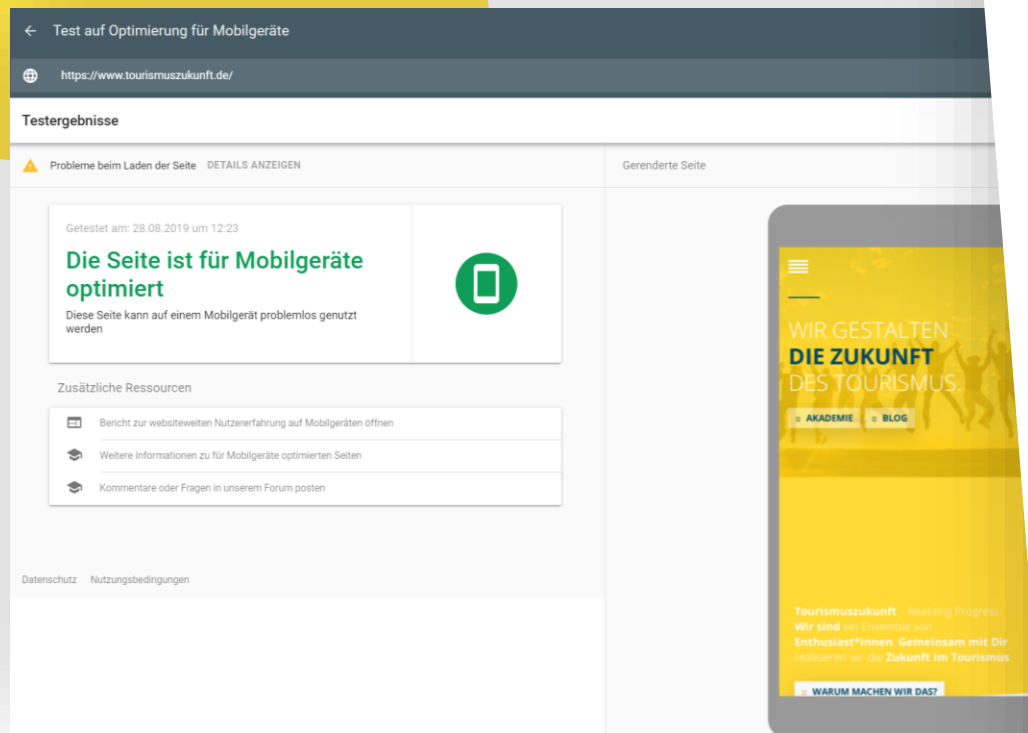 Test auf Optimierung für Mobilgeräte
https://www.tourismuszukunft.de/
Testergebnisse
Probleme beim Laden der Seite DETAILS ANZEIGEN
Gerenderte Seite
Getestet am: 28.08.2019 um 12:23
Die Seite ist für Mobilgeräte
optimiert
Diese Seite kann auf einem Mobilgerät problemlos genutzt
werden
Zusätzliche Ressourcen
Bericht zur websiteweiten Nutzererfahrung auf Mobilgeräten öffnen
Weitere Informationen zu für Mobilgeräte optimierten Seiten
Kommentare oder Fragen in unserem Forum posten
Datenschutz Nutzungsbedingungen
WIR GESTALTEN
DIE ZUKUNFT
DES TOURISMUS.
AKADEMIE BLOG
Tourismuszukunft – Realizing Progress.
Wir sind ein Ensemble von
Enthusiast*innen. Gemeinsam mit Dir
realisieren wir die Zukunft im Tourismus.
WARUM MACHEN WIR DAS?